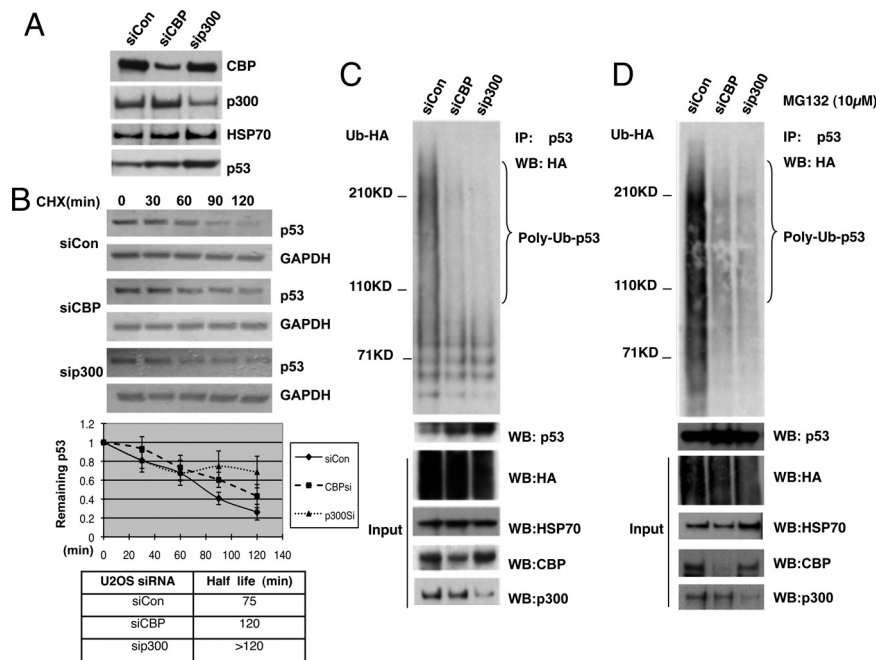 A
siCon siCBP sip300
CBP
p300
HSP70
p53
B
CHX(min) 0 30 60 90 120
siCon
p53
GAPDH
siCBP
p53
GAPDH
sip300
p53
GAPDH
Remaining p53
1.2
1
0.8
0.6
0.4
0.2
0
(min) 0 20 40 60 80 100 120 140
siCon
CBPsi
p300Si
U2OS siRNA Half life (min)
siCon 75
siCBP 120
sip300 >120
C
siCon siCBP sip300
Ub-HA
IP: p53
WB: HA
210KD
Poly-Ub-p53
110KD
71KD
WB: p53
WB:HA
Input
WB:HSP70
WB:CBP
WB:p300
D
siCon siCBP sip300
MG132 (10µM)
Ub-HA
IP: p53
WB: HA
210KD
Poly-Ub-p53
110KD
71KD
WB: p53
WB:HA
Input
WB:HSP70
WB:CBP
WB:p300